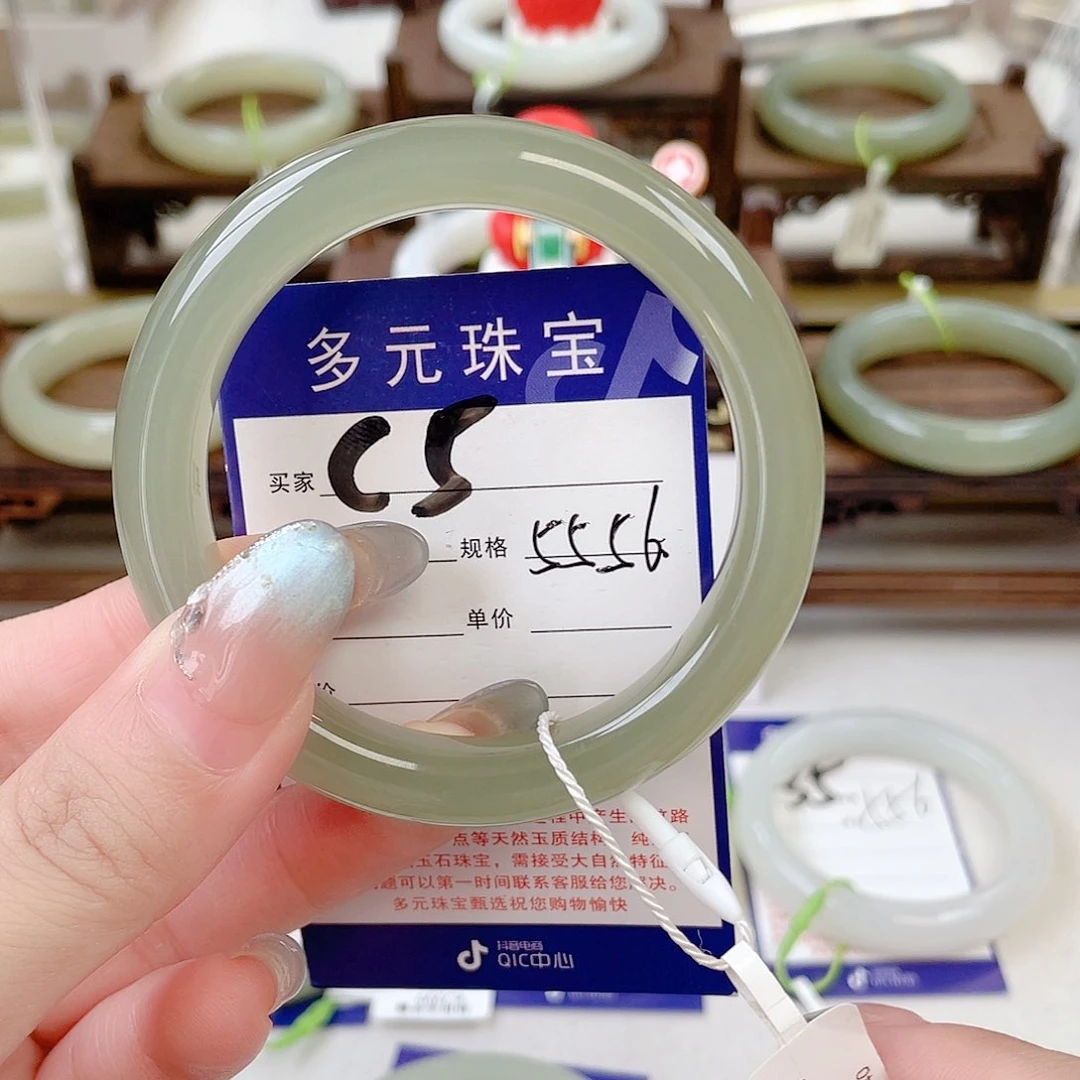 多元珠宝
买家 C5
规格 5556
单价
点等天然玉质结构
玉石珠宝，需接受大自然特征
题可以第一时间联系客服给您解决。
多元珠宝甄选祝您购物愉快
抖音电商
QIC中心
55